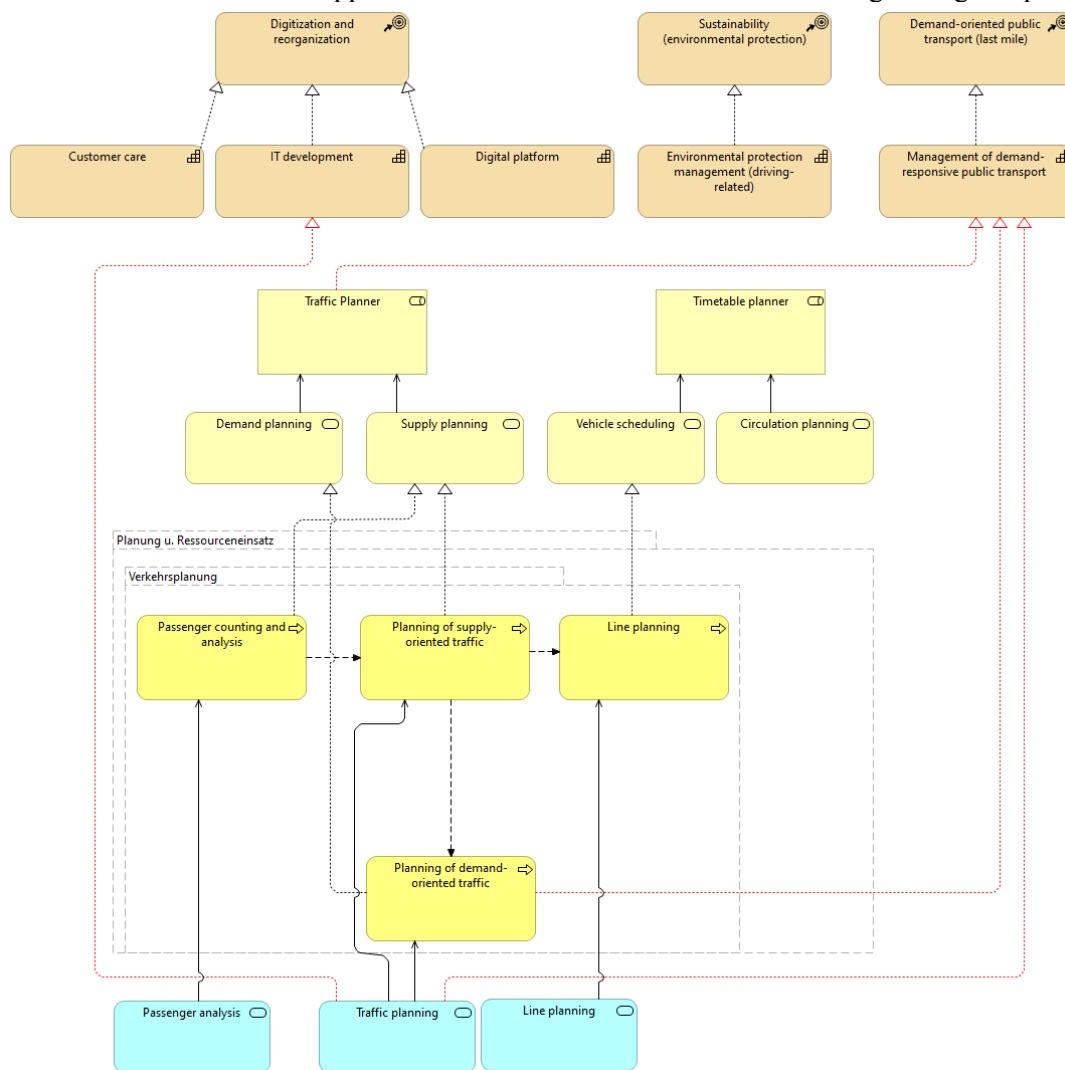 Digitization and
reorganization
Sustainability
(environmental protection)
Demand-oriented public
transport (last mile)
Customer care
IT development
Digital platform
Environmental protection
management (driving-
related)
Management of demand-
responsive public transport
Traffic Planner
Timetable planner
Demand planning
Supply planning
Vehicle scheduling
Circulation planning
Planung u. Ressourceneinsatz
Verkehrsplanung
Passenger counting and
analysis
Planning of supply-
oriented traffic
Line planning
Planning of demand-
oriented traffic
Passenger analysis
Traffic planning
Line planning